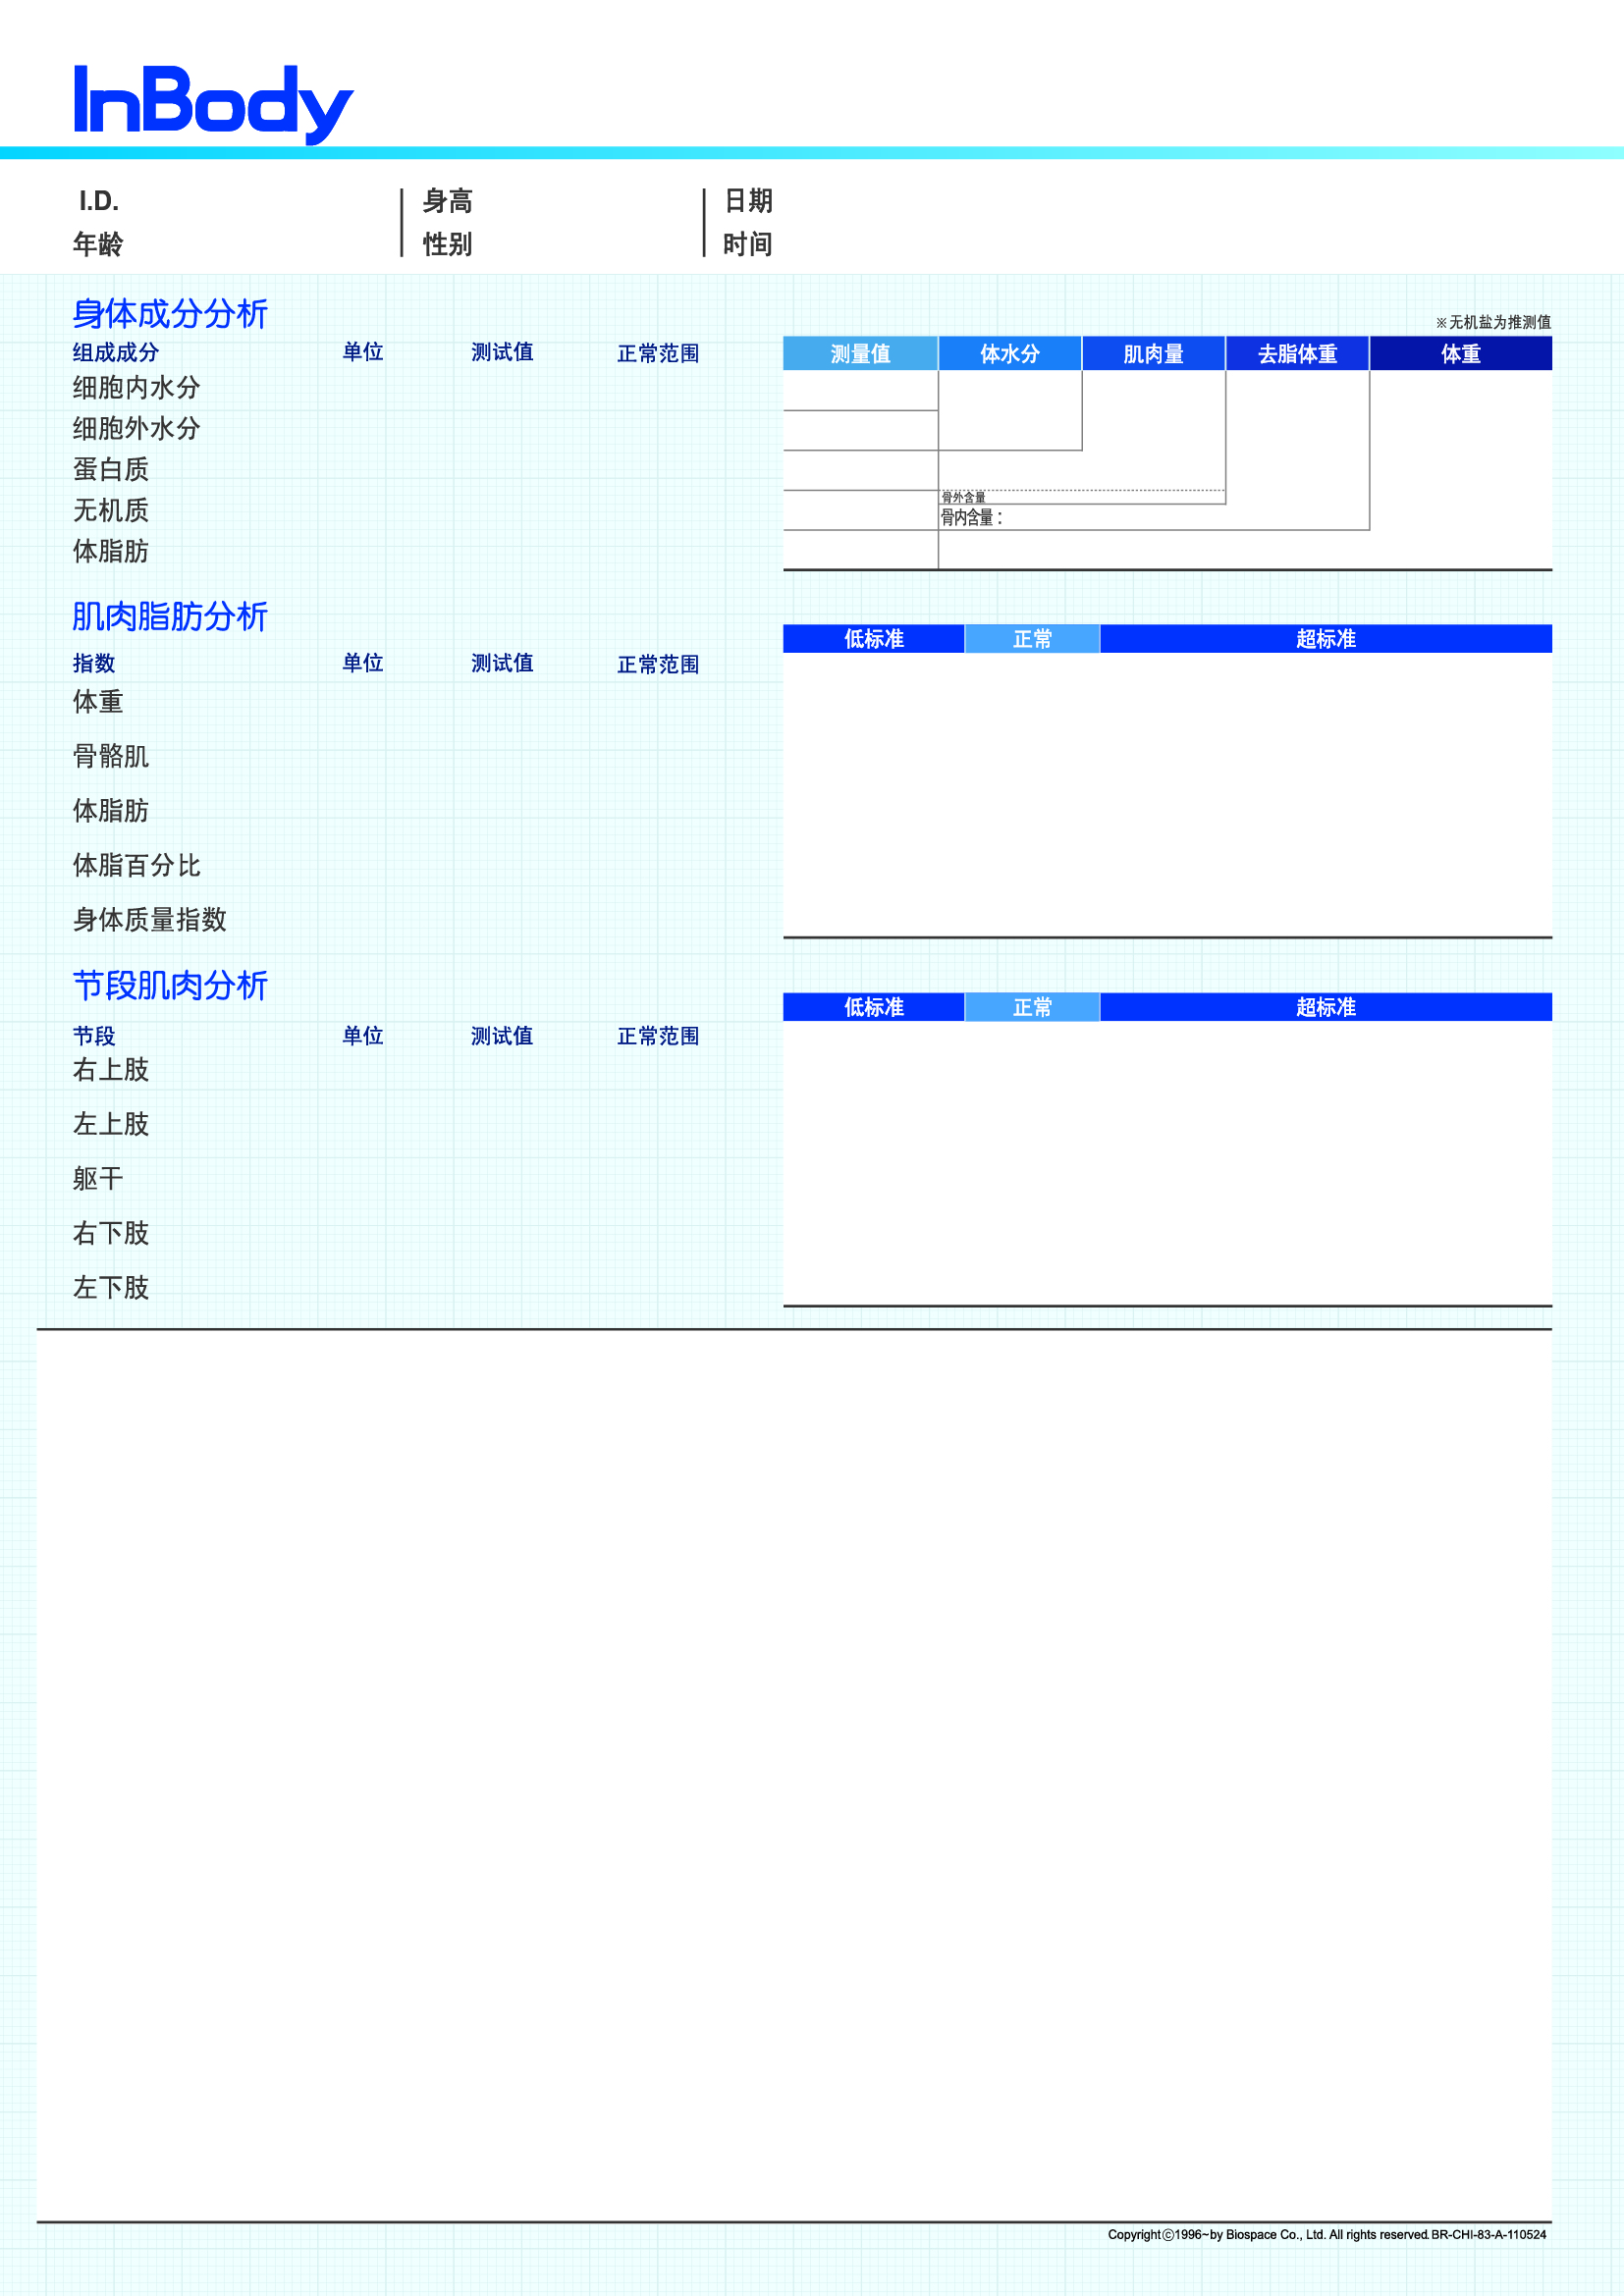 InBody
I.D. 身高 日期
年龄 性别 时间
身体成分分析
※无机盐为推测值
组成成分 单位 测试值 正常范围 测量值 体水分 肌肉量 去脂体重 体重
细胞内水分
细胞外水分
蛋白质
骨外含量
无机质 骨内含量：
体脂肪
肌肉脂肪分析
低标准 正常 超标准
指数 单位 测试值 正常范围
体重
骨骼肌
体脂肪
体脂百分比
身体质量指数
节段肌肉分析
低标准 正常 超标准
节段 单位 测试值 正常范围
右上肢
左上肢
躯干
右下肢
左下肢
Copyright©1996~by Biospace Co., Ltd. All rights reserved. BR-CHI-83-A-110524